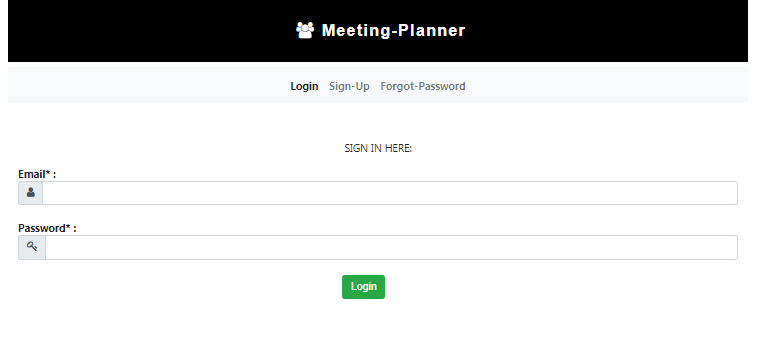 Meeting-Planner
Login Sign-Up Forgot-Password
SIGN IN HERE:
Email* :
Password* :
Login